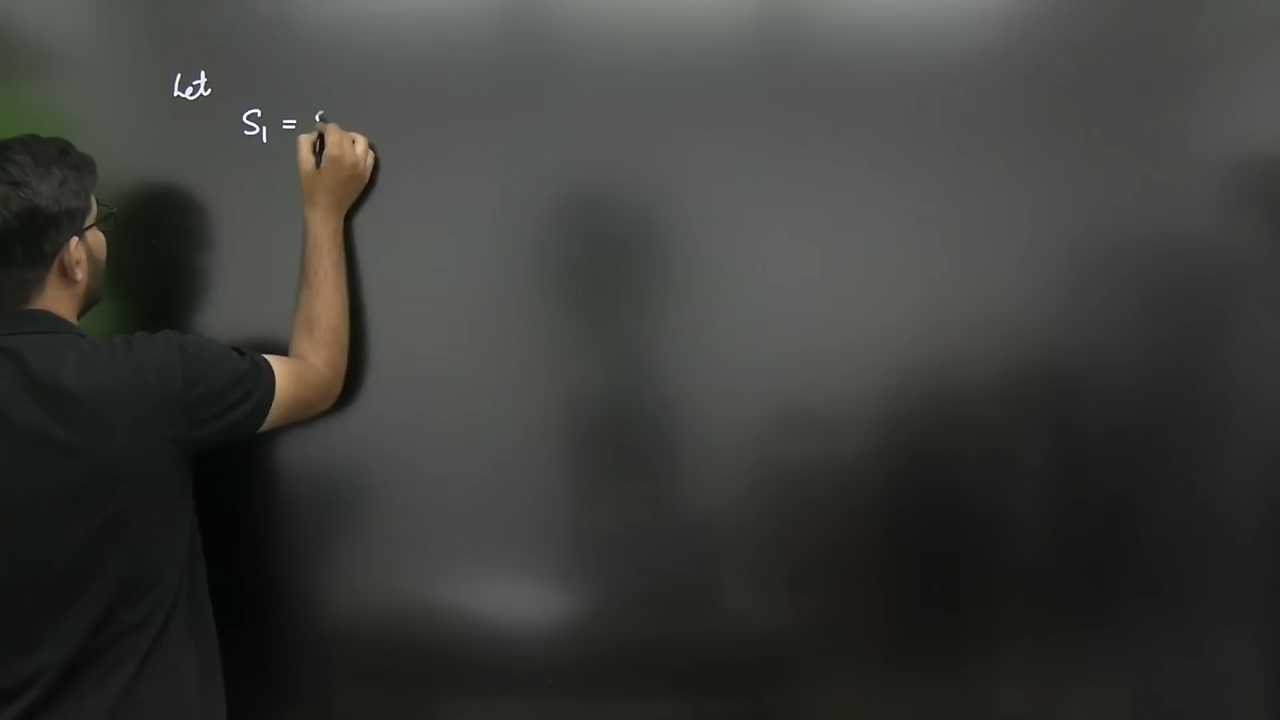 Let
S₁ =